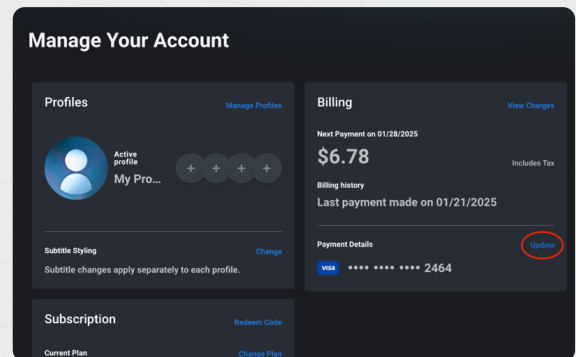 Manage Your Account
Profiles
Manage Profiles
Active
profile
My Pro...
+ + + +
Subtitle Styling
Change
Subtitle changes apply separately to each profile.
Subscription
Redeem Code
Current Plan
Change Plan
Billing
View Charges
Next Payment on 01/28/2025
$6.78
Includes Tax
Billing history
Last payment made on 01/21/2025
Payment Details
Update
VISA •••• •••• •••• 2464